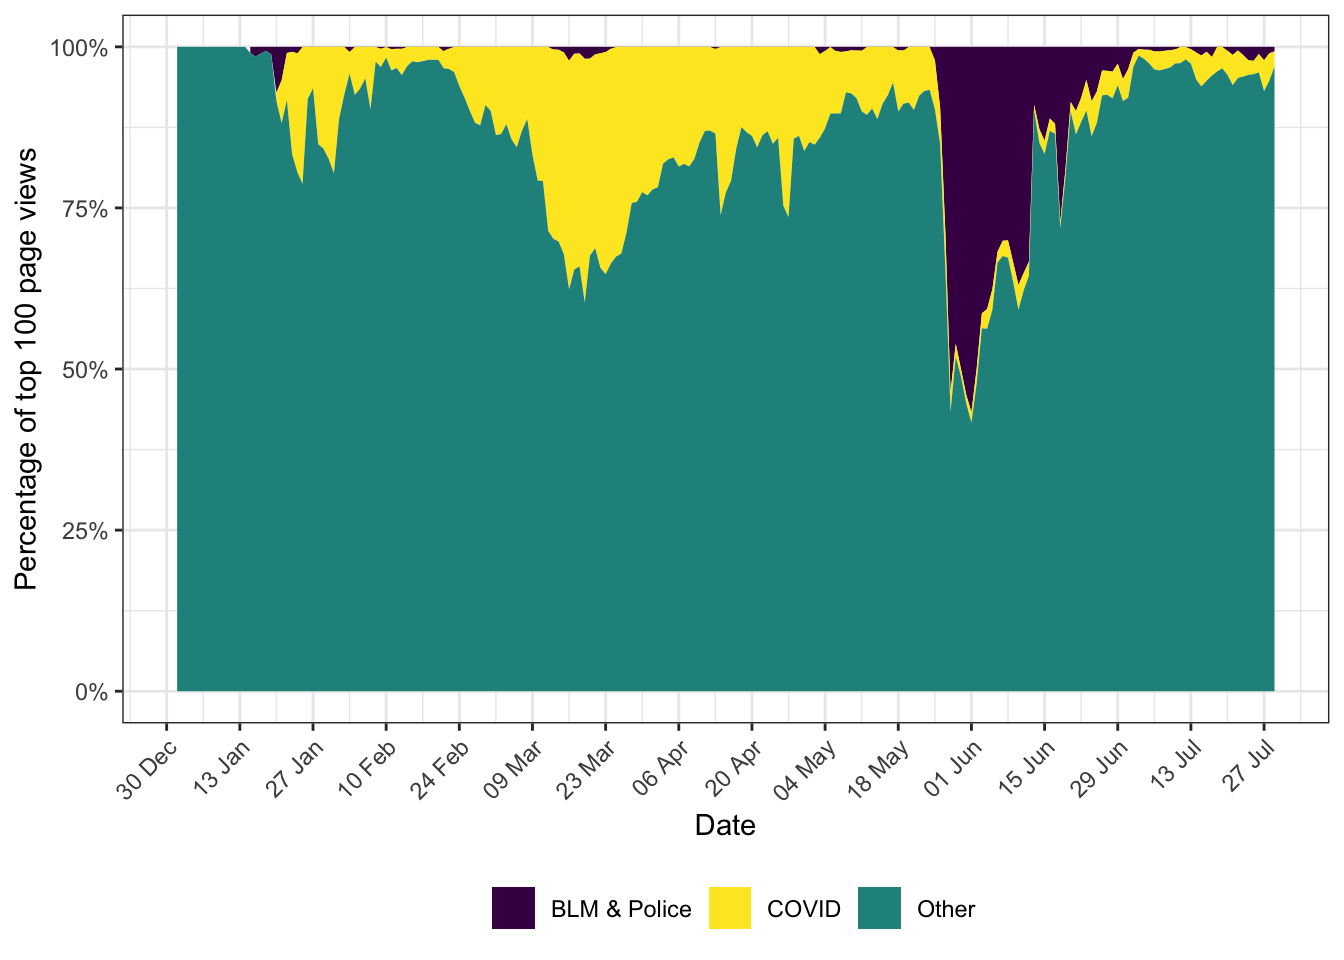 100%
75%
50%
25%
0%
Percentage of top 100 page views
30 Dec
13 Jan
27 Jan
10 Feb
24 Feb
09 Mar
23 Mar
06 Apr
20 Apr
04 May
18 May
01 Jun
15 Jun
29 Jun
13 Jul
27 Jul
Date
BLM & Police
COVID
Other